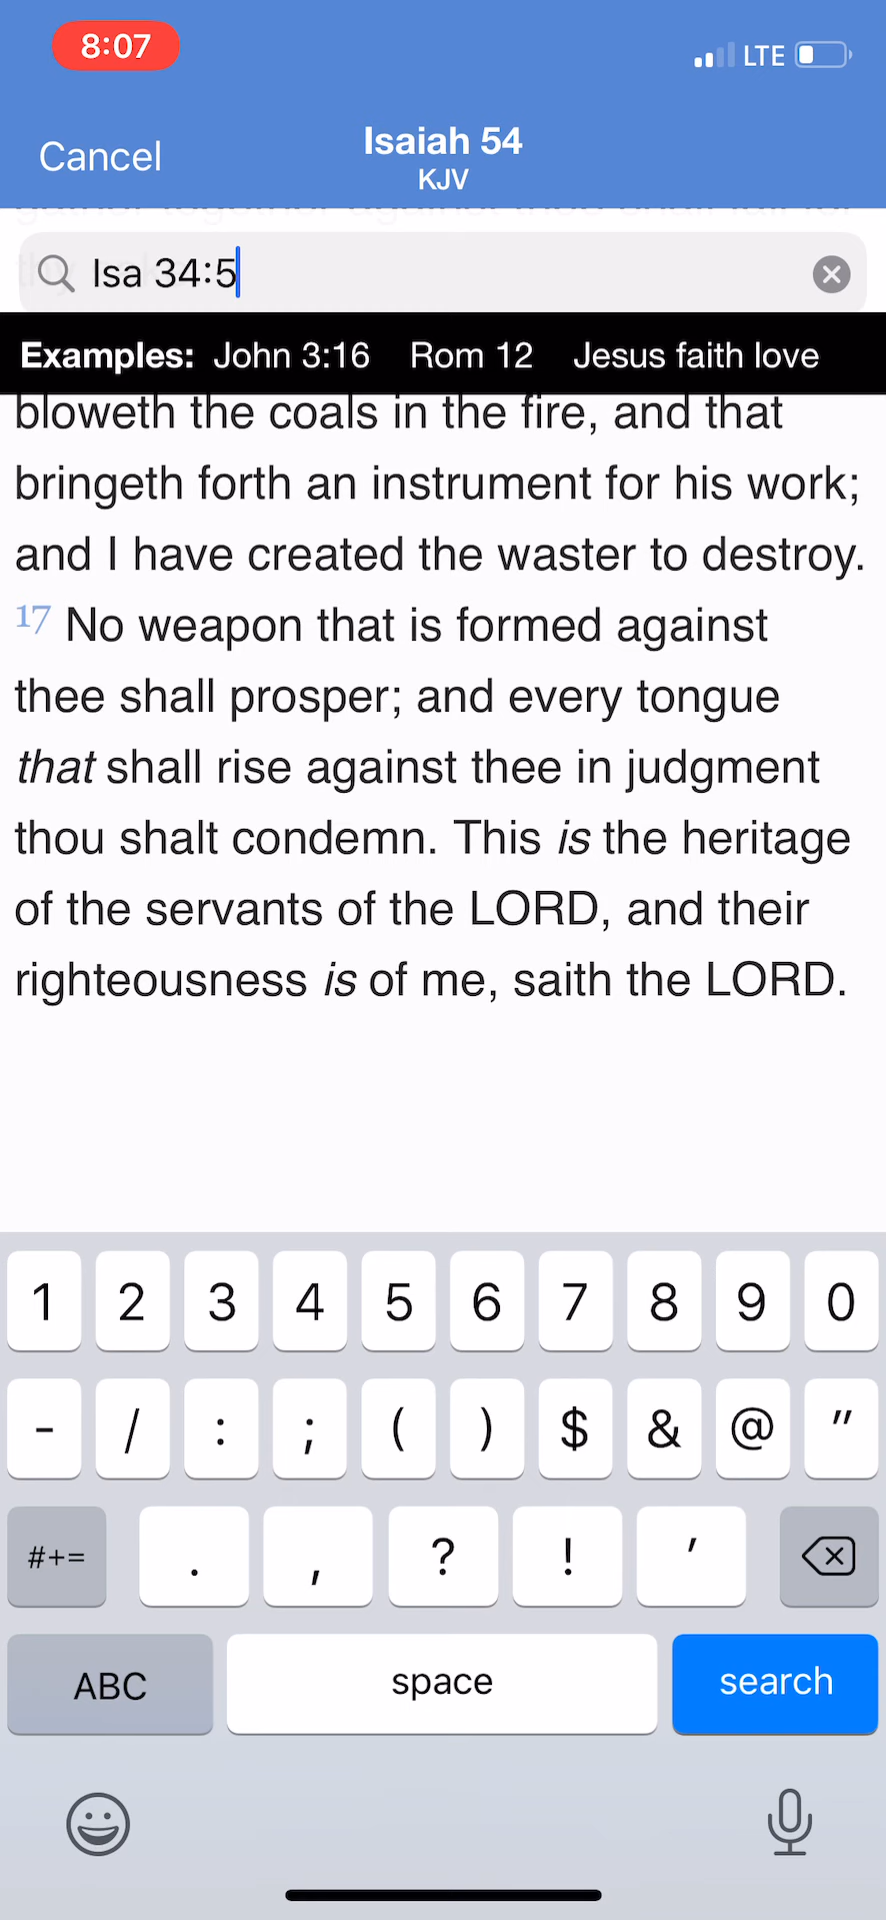 8:07
LTE
Cancel
Isaiah 54
KJV
Isa 34:5
Examples: John 3:16 Rom 12 Jesus faith love
bloweth the coals in the fire, and that
bringeth forth an instrument for his work;
and I have created the waster to destroy.
17 No weapon that is formed against
thee shall prosper; and every tongue
that shall rise against thee in judgment
thou shalt condemn. This is the heritage
of the servants of the LORD, and their
righteousness is of me, saith the LORD.
1 2 3 4 5 6 7 8 9 0
- / : ; ( ) $ & @ "
#+= . , ? ! '
ABC space search